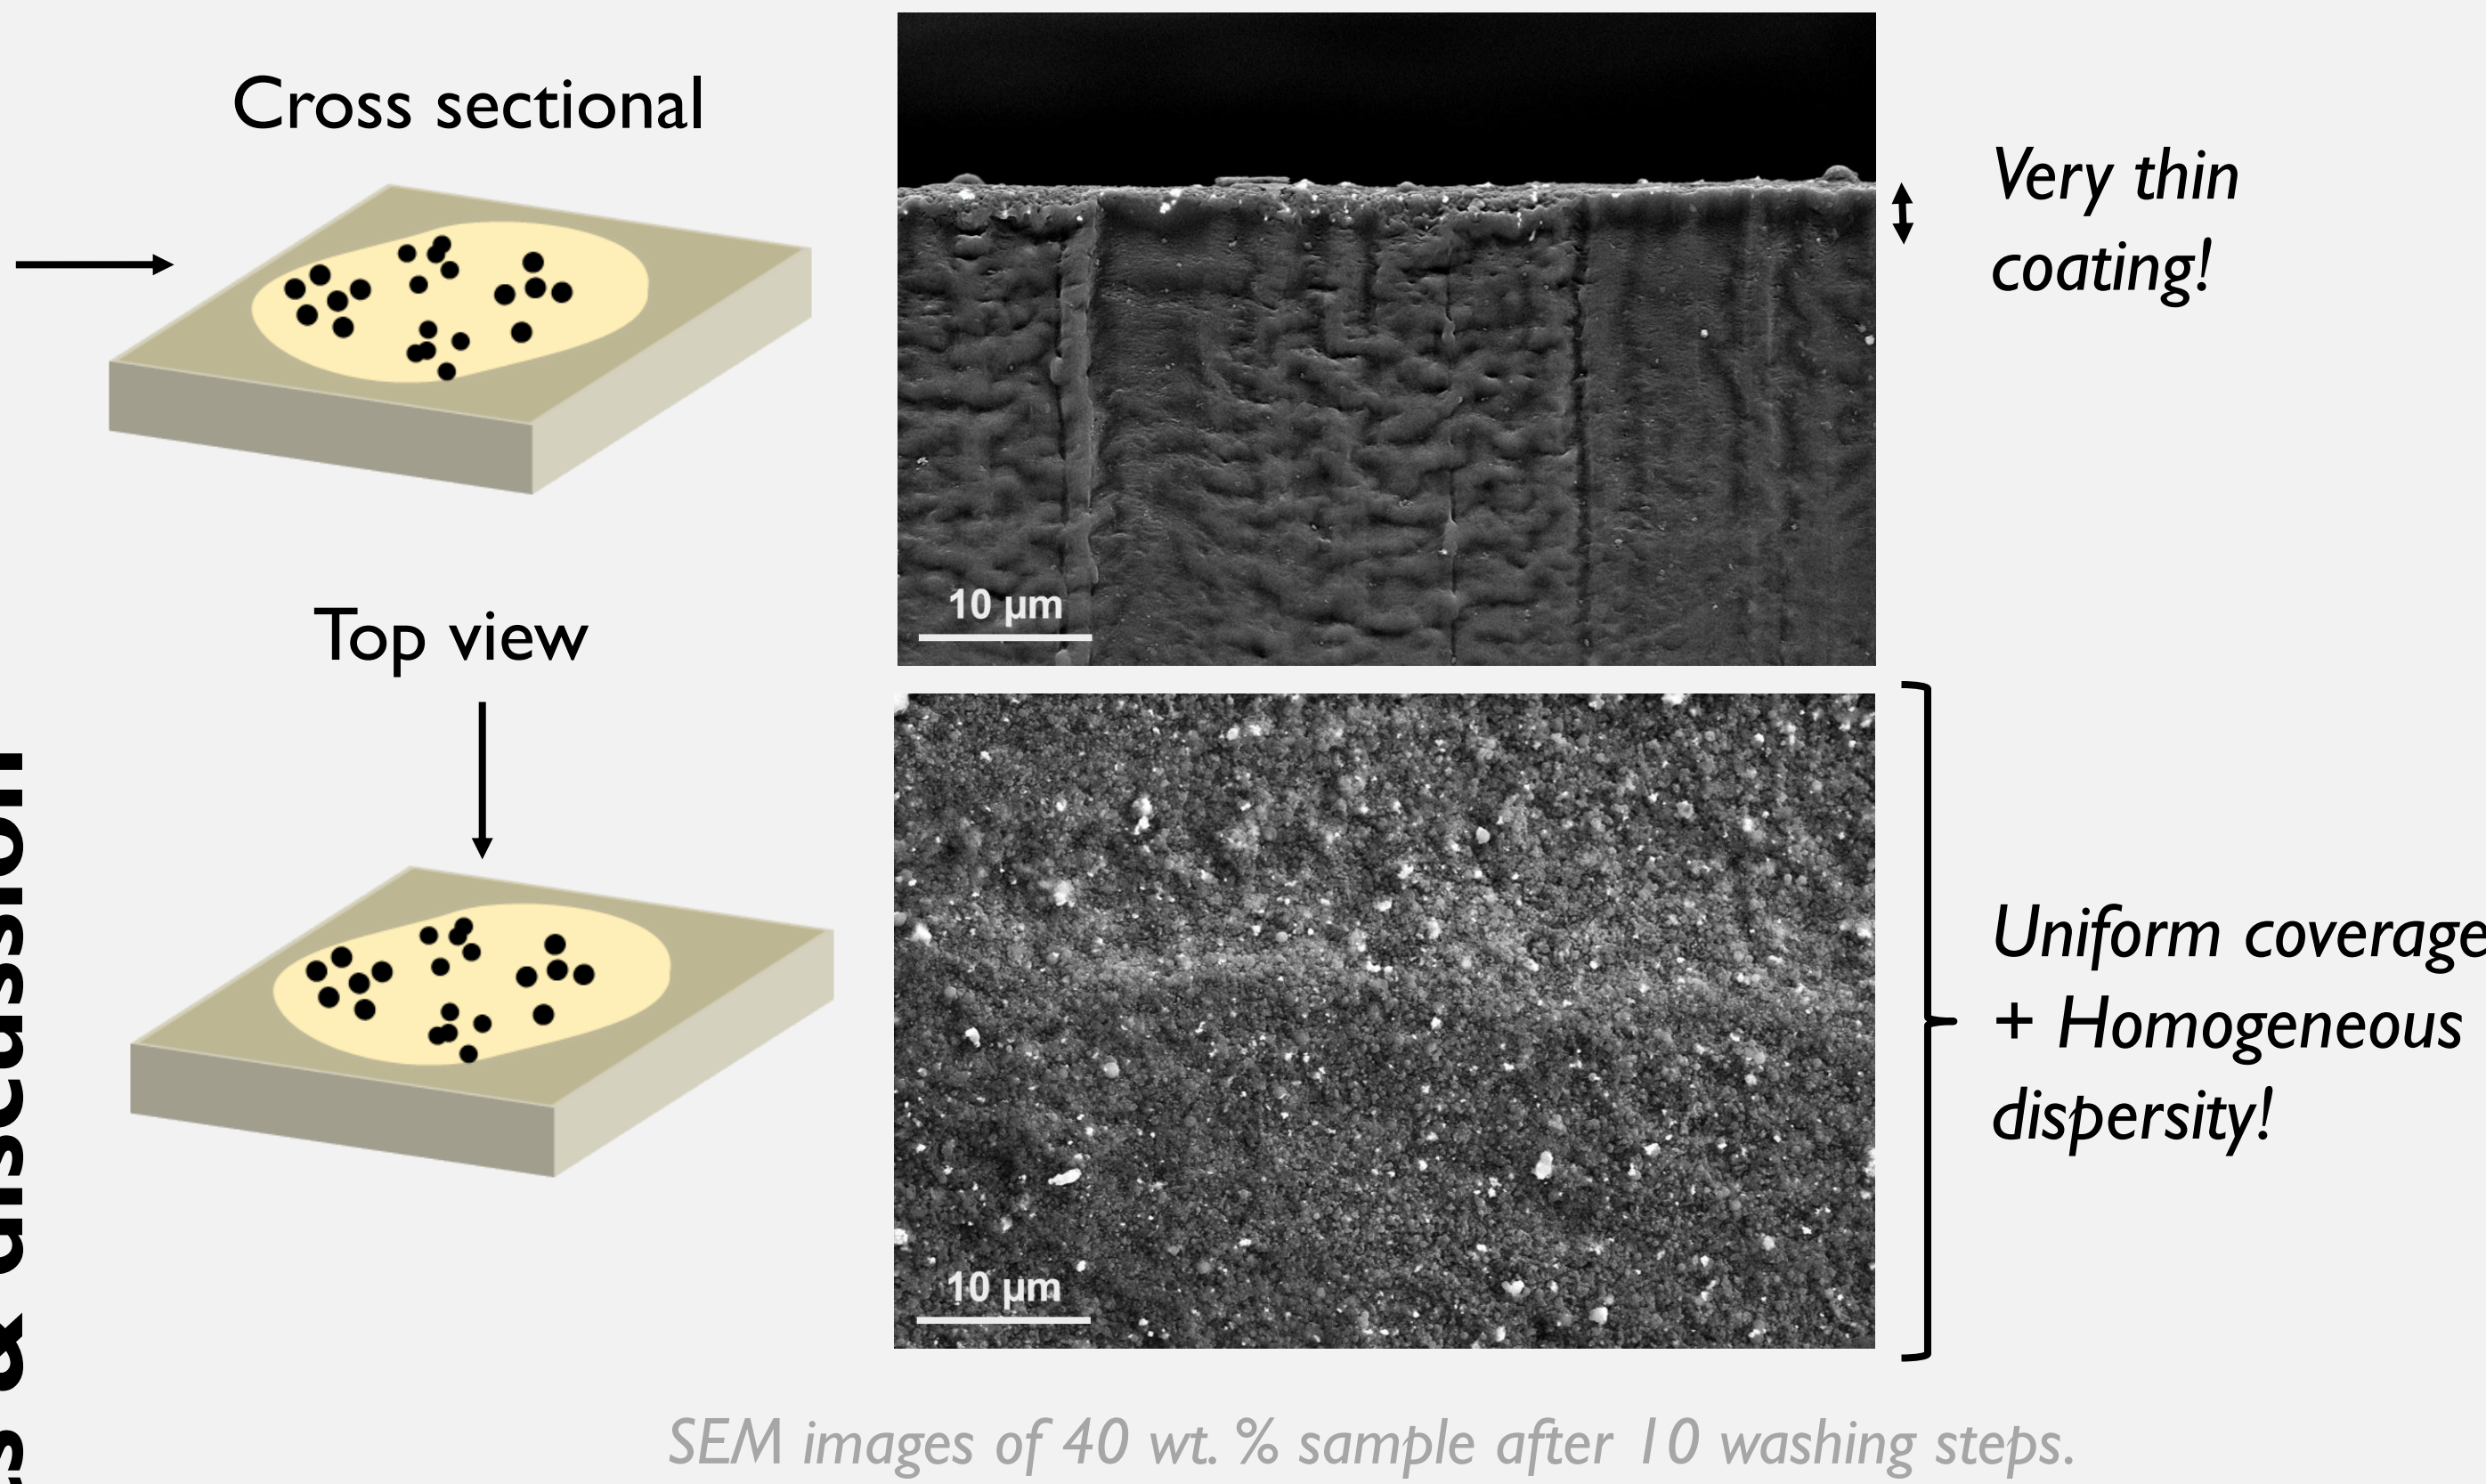 Cross sectional
Very thin
coating!
10 µm
Top view
Uniform coverage
+ Homogeneous
dispersity!
10 µm
& discussion
SEM images of 40 wt. % sample after 10 washing steps.